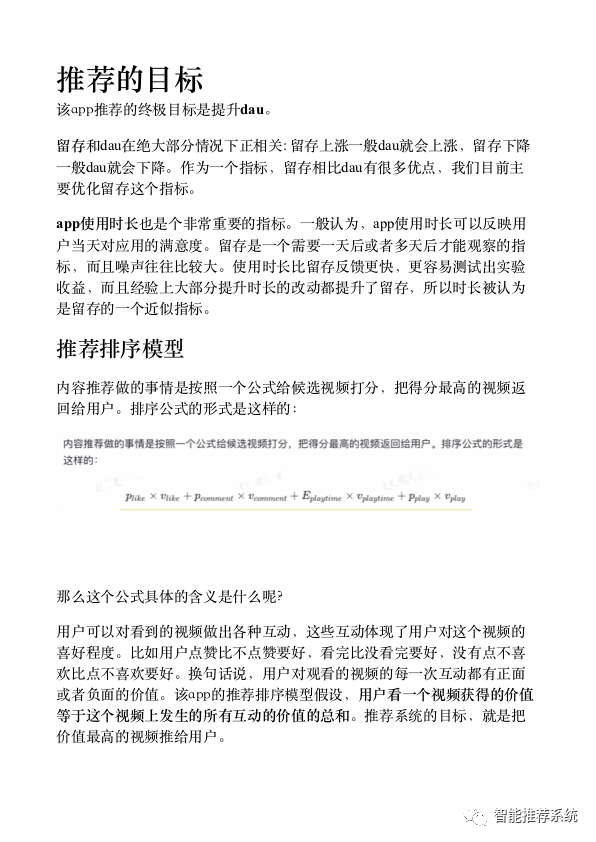 推荐的目标
该app推荐的终极目标是提升dau。
留存和dau在绝大部分情况下正相关: 留存上涨一般dau就会上涨，留存下降
一般dau就会下降。作为一个指标，留存相比dau有很多优点，我们目前主
要优化留存这个指标。
app使用时长也是个非常重要的指标。一般认为，app使用时长可以反映用
户当天对应用的满意度。留存是一个需要一天后或者多天后才能观察的指
标，而且噪声往往比较大。使用时长比留存反馈更快，更容易测试出实验
收益，而且经验上大部分提升时长的改动都提升了留存，所以时长被认为
是留存的一个近似指标。
推荐排序模型
内容推荐做的事情是按照一个公式给候选视频打分，把得分最高的视频返
回给用户。排序公式的形式是这样的：
内容推荐做的事情是按照一个公式给候选视频打分，把得分最高的视频返回给用户。排序公式的形式是
这样的：
p_like × v_like + p_comment × v_comment + E_playtime × v_playtime + p_play × v_play
那么这个公式具体的含义是什么呢?
用户可以对看到的视频做出各种互动，这些互动体现了用户对这个视频的
喜好程度。比如用户点赞比不点赞要好，看完比没看完要好，没有点不喜
欢比点不喜欢要好。换句话说，用户对观看的视频的每一次互动都有正面
或者负面的价值。该app的推荐排序模型假设，用户看一个视频获得的价值
等于这个视频上发生的所有互动的价值的总和。推荐系统的目标，就是把
价值最高的视频推给用户。
智能推荐系统